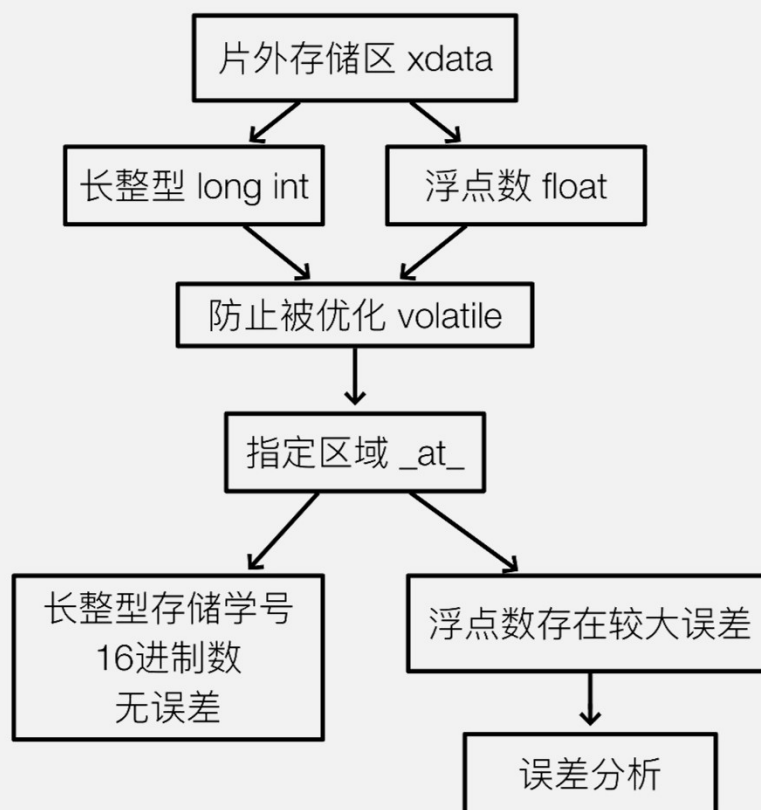 片外存储区 xdata
长整型 long int
浮点数 float
防止被优化 volatile
指定区域 _at_
长整型存储学号
16进制数
无误差
浮点数存在较大误差
误差分析